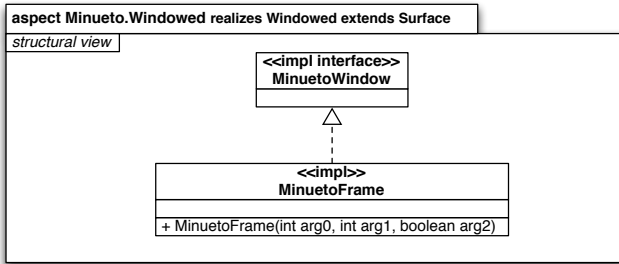 aspect Minueto.Windowed realizes Windowed extends Surface
structural view
<<impl interface>>
MinuetoWindow
<<impl>>
MinuetoFrame
+ MinuetoFrame(int arg0, int arg1, boolean arg2)